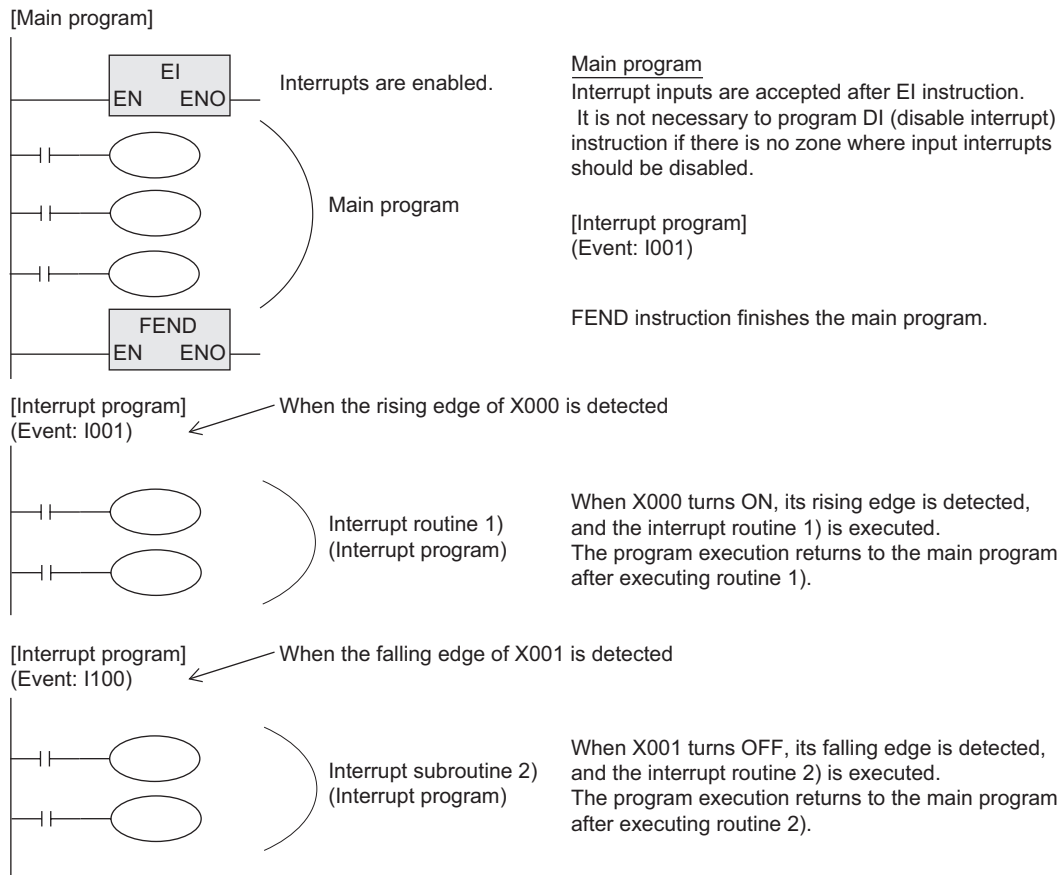 [Main program]
EI
EN ENO
Interrupts are enabled.
Main program
FEND
EN ENO
Main program
Interrupt inputs are accepted after EI instruction.
It is not necessary to program DI (disable interrupt)
instruction if there is no zone where input interrupts
should be disabled.
[Interrupt program]
(Event: I001)
FEND instruction finishes the main program.
[Interrupt program]
(Event: I001)
When the rising edge of X000 is detected
Interrupt routine 1)
(Interrupt program)
When X000 turns ON, its rising edge is detected,
and the interrupt routine 1) is executed.
The program execution returns to the main program
after executing routine 1).
[Interrupt program]
(Event: I100)
When the falling edge of X001 is detected
Interrupt subroutine 2)
(Interrupt program)
When X001 turns OFF, its falling edge is detected,
and the interrupt routine 2) is executed.
The program execution returns to the main program
after executing routine 2).